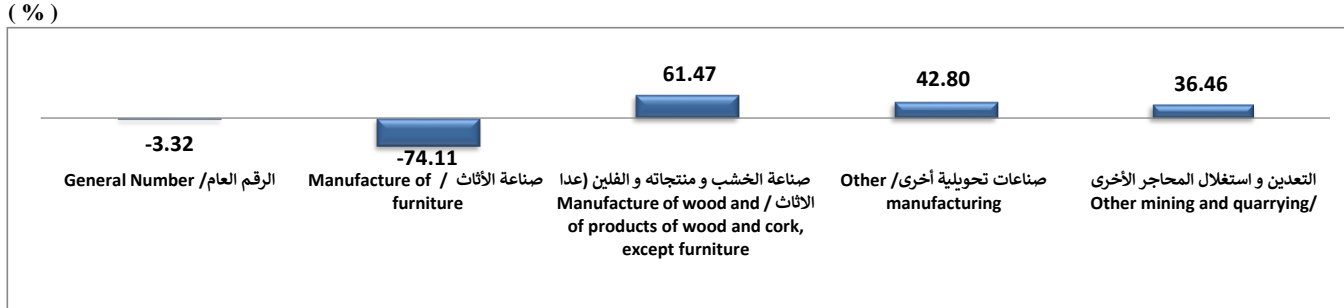 ( % )
61.47
42.80
36.46
-3.32
-74.11
General Number /الرقم العام
Manufacture of / صناعة الأثاث
furniture
صناعة الخشب و منتجاته و الفلين (عدا
الاثاث / Manufacture of wood and
of products of wood and cork,
except furniture
Other /صناعات تحويلية أخرى
manufacturing
التعدين و استغلال المحاجر الأخرى
Other mining and quarrying/